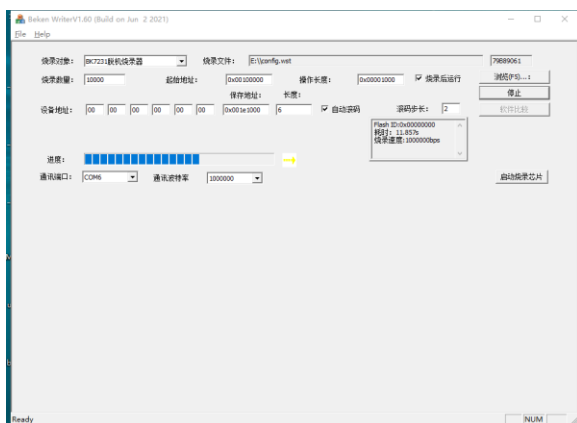 Beken WriterV1.60 (Build on Jun 2 2021)
File Help
烧录对象: BK7231脱机烧录器 烧录文件: E:\\config.wst 79B89061
烧录数量: 10000 起始地址: 0x00100000 操作长度: 0x00001000 烧录后运行 浏览(FS)...:
保存地址: 长度: 停止
设备地址: 00 00 00 00 00 00 0x001e1000 6 自动滚码 滚码步长: 2 软件比较
Flash ID:0x00000000
耗时: 11.857s
烧录速度:1000000bps
进度:
通讯端口: COM6 通讯波特率 1000000 启动烧录芯片
Ready NUM